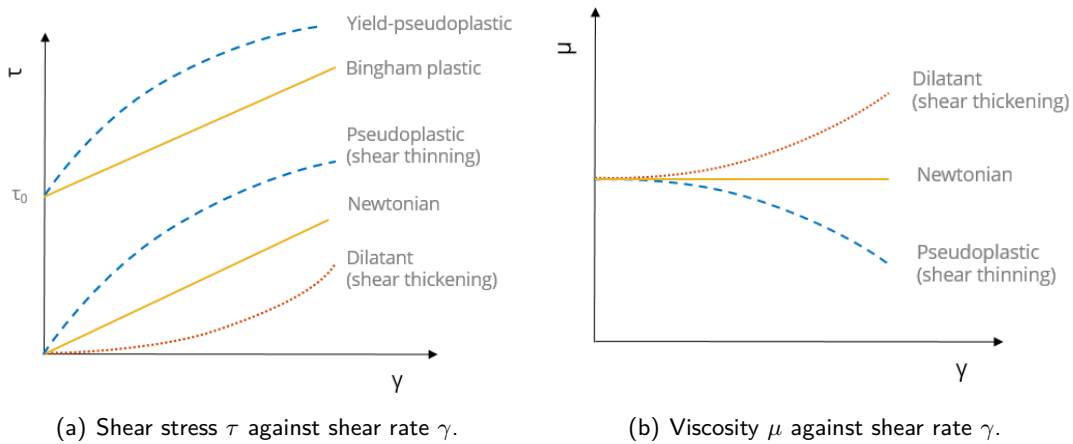 τ
τ0
γ
Yield-pseudoplastic
Bingham plastic
Pseudoplastic
(shear thinning)
Newtonian
Dilatant
(shear thickening)
(a) Shear stress τ against shear rate γ.
μ
γ
Dilatant
(shear thickening)
Newtonian
Pseudoplastic
(shear thinning)
(b) Viscosity μ against shear rate γ.